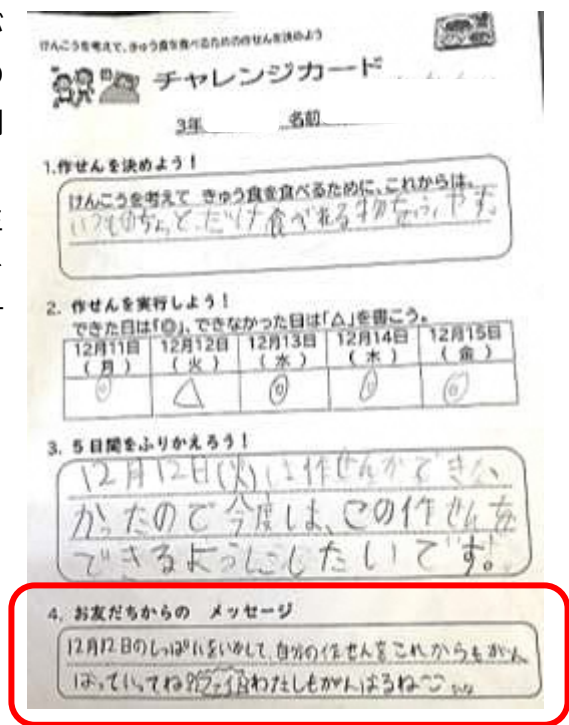 けんこうを考えて、きゅう食を食べるための作せんを決めよう
チャレンジカード
3年 名前
1.作せんを決めよう！
けんこうを考えて きゅう食を食べるために、これからは、
いつもちょっとだけ食べれる物をふやす。
2. 作せんを実行しよう！
できた日は「◎」、できなかった日は「△」を書こう。
12月11日 12月12日 12月13日 12月14日 12月15日
（月） （火） （水） （木） （金）
◎ △ ◎ ◎ ◎
3. 5日間をふりかえろう！
12月12日(火)は作せんができな
かったので今度は、この作せんを
できるようにしたいです!
4. お友だちからの メッセージ
12月12日のしっぱいをいかして、自分の作せんをこれからもがん
ばっていってね ファイト わたしもがんばるね